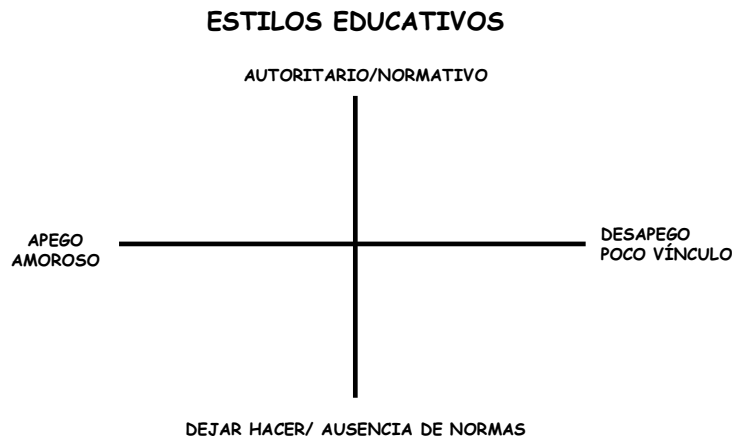 ESTILOS EDUCATIVOS
AUTORITARIO/NORMATIVO
APEGO
AMOROSO
DESAPEGO
POCO VÍNCULO
DEJAR HACER/ AUSENCIA DE NORMAS